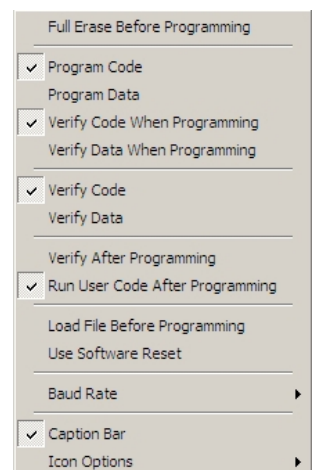 Full Erase Before Programming
Program Code
Program Data
Verify Code When Programming
Verify Data When Programming
Verify Code
Verify Data
Verify After Programming
Run User Code After Programming
Load File Before Programming
Use Software Reset
Baud Rate
Caption Bar
Icon Options